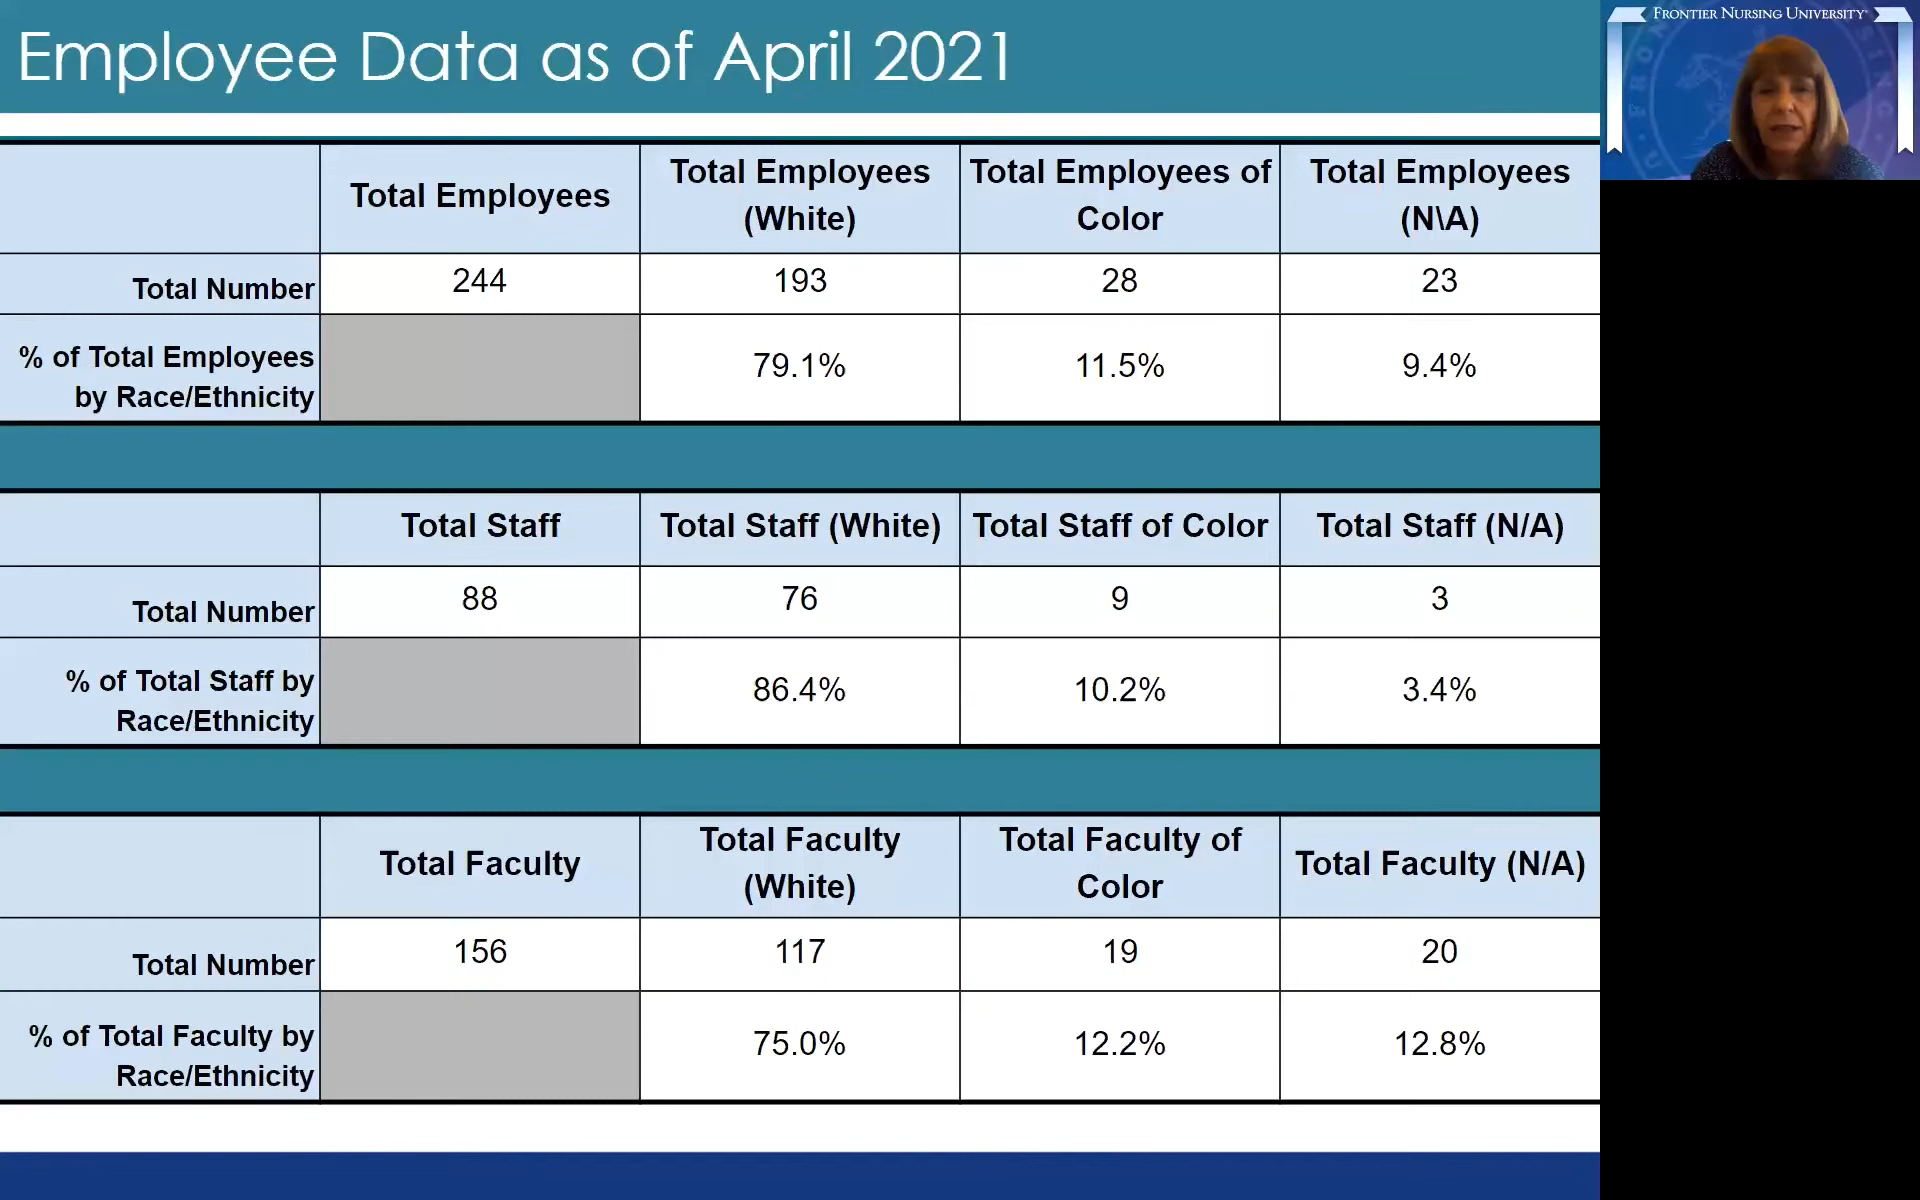 Employee Data as of April 2021
FRONTIER NURSING UNIVERSITY
Total Employees
Total Employees
(White)
Total Employees of
Color
Total Employees
(N\A)
Total Number
244
193
28
23
% of Total Employees
by Race/Ethnicity
79.1%
11.5%
9.4%
Total Staff
Total Staff (White)
Total Staff of Color
Total Staff (N/A)
Total Number
88
76
9
3
% of Total Staff by
Race/Ethnicity
86.4%
10.2%
3.4%
Total Faculty
Total Faculty
(White)
Total Faculty of
Color
Total Faculty (N/A)
Total Number
156
117
19
20
% of Total Faculty by
Race/Ethnicity
75.0%
12.2%
12.8%